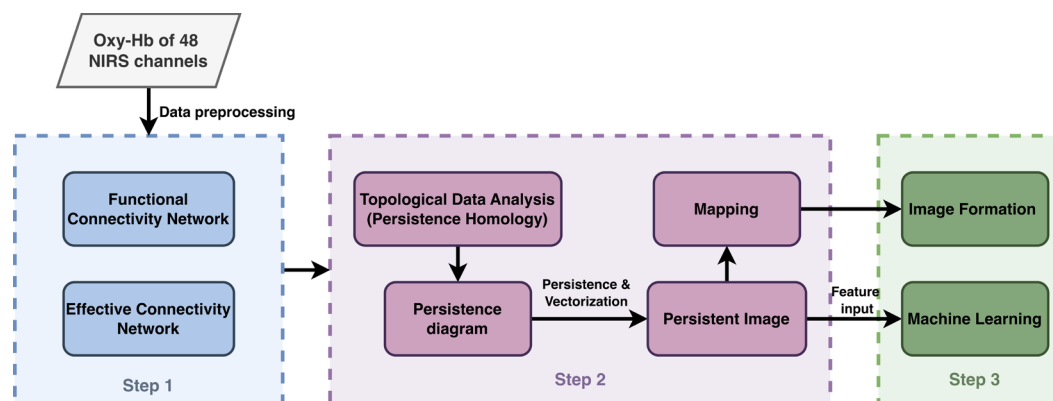 Oxy-Hb of 48
NIRS channels
Data preprocessing
Functional
Connectivity Network
Effective Connectivity
Network
Step 1
Topological Data Analysis
(Persistence Homology)
Persistence
diagram
Persistence &
Vectorization
Mapping
Persistent Image
Step 2
Feature
input
Image Formation
Machine Learning
Step 3